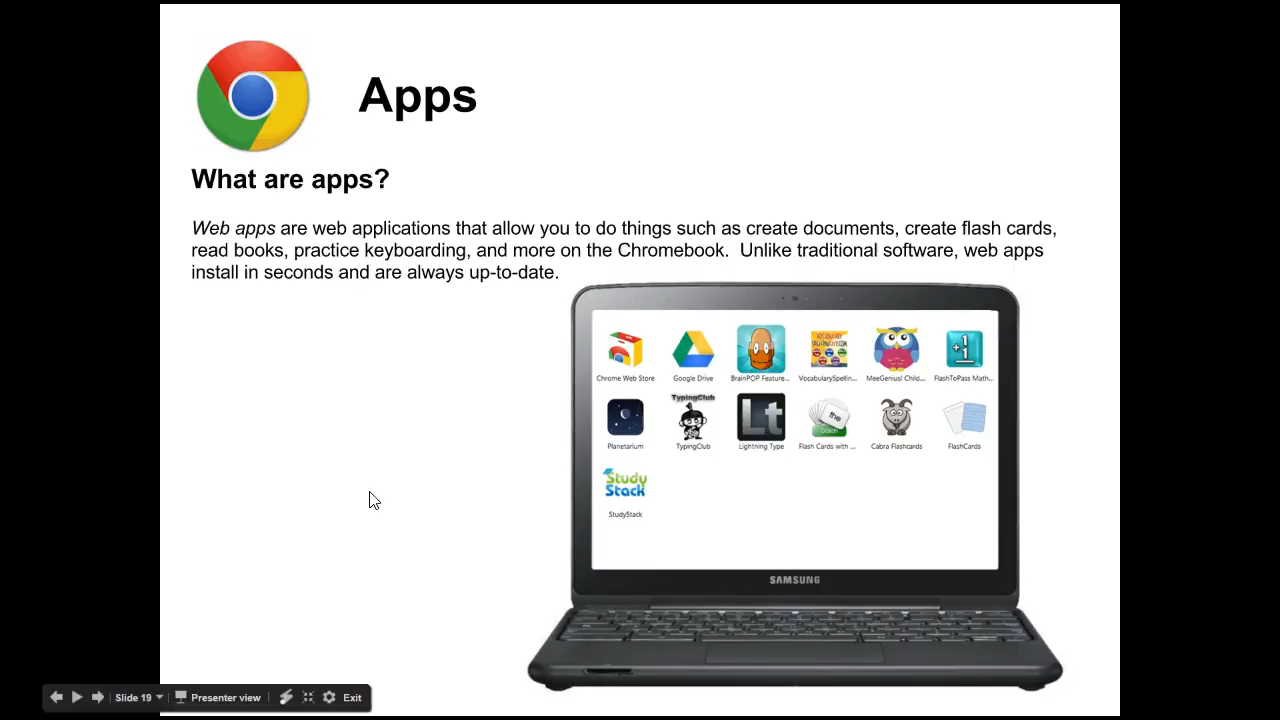 Apps
What are apps?
Web apps are web applications that allow you to do things such as create documents, create flash cards,
read books, practice keyboarding, and more on the Chromebook.  Unlike traditional software, web apps
install in seconds and are always up-to-date.
Chrome Web Store Google Drive BrainPOP Feature... VocabularySpellin... MeeGenius! Child... FlashToPass Math...
TypingClub
Lt
the
Dolch
Planetarium TypingClub Lightning Type Flash Cards with ... Cabra Flashcards FlashCards
Study
Stack
StudyStack
SAMSUNG
Slide 19 Presenter view Exit